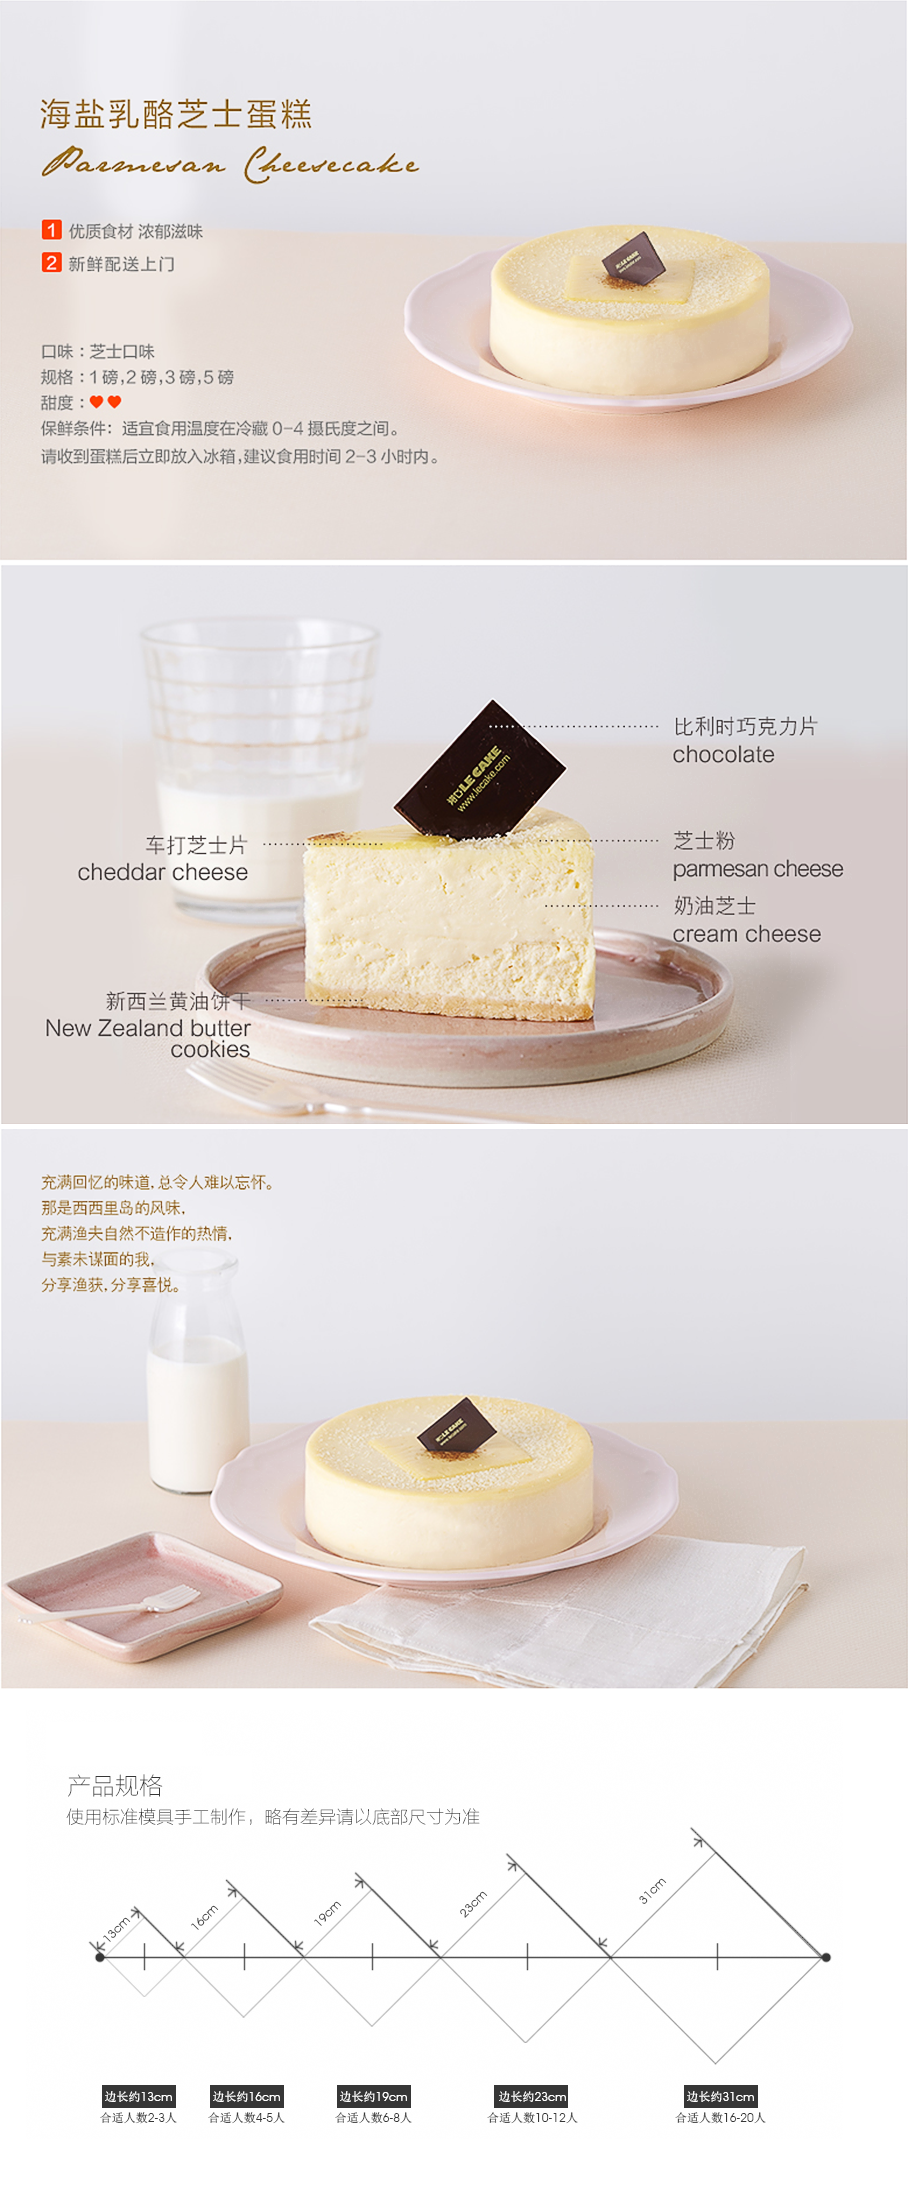 海盐乳酪芝士蛋糕
Parmesan Cheesecake
1 优质食材 浓郁滋味
2 新鲜配送上门
口味：芝士口味
规格：1磅,2磅,3磅,5磅
甜度：♥♥
保鲜条件: 适宜食用温度在冷藏 0-4 摄氏度之间。
请收到蛋糕后立即放入冰箱,建议食用时间 2-3 小时内。
比利时巧克力片
chocolate
LE CAKE
www.lecake.com
车打芝士片
cheddar cheese
芝士粉
parmesan cheese
奶油芝士
cream cheese
新西兰黄油饼干
New Zealand butter
cookies
充满回忆的味道,总令人难以忘怀。
那是西西里岛的风味,
充满渔夫自然不造作的热情,
与素未谋面的我,
分享渔获,分享喜悦。
LE CAKE
产品规格
使用标准模具手工制作，略有差异请以底部尺寸为准
13cm
16cm
19cm
23cm
31cm
边长约13cm
合适人数2-3人
边长约16cm
合适人数4-5人
边长约19cm
合适人数6-8人
边长约23cm
合适人数10-12人
边长约31cm
合适人数16-20人